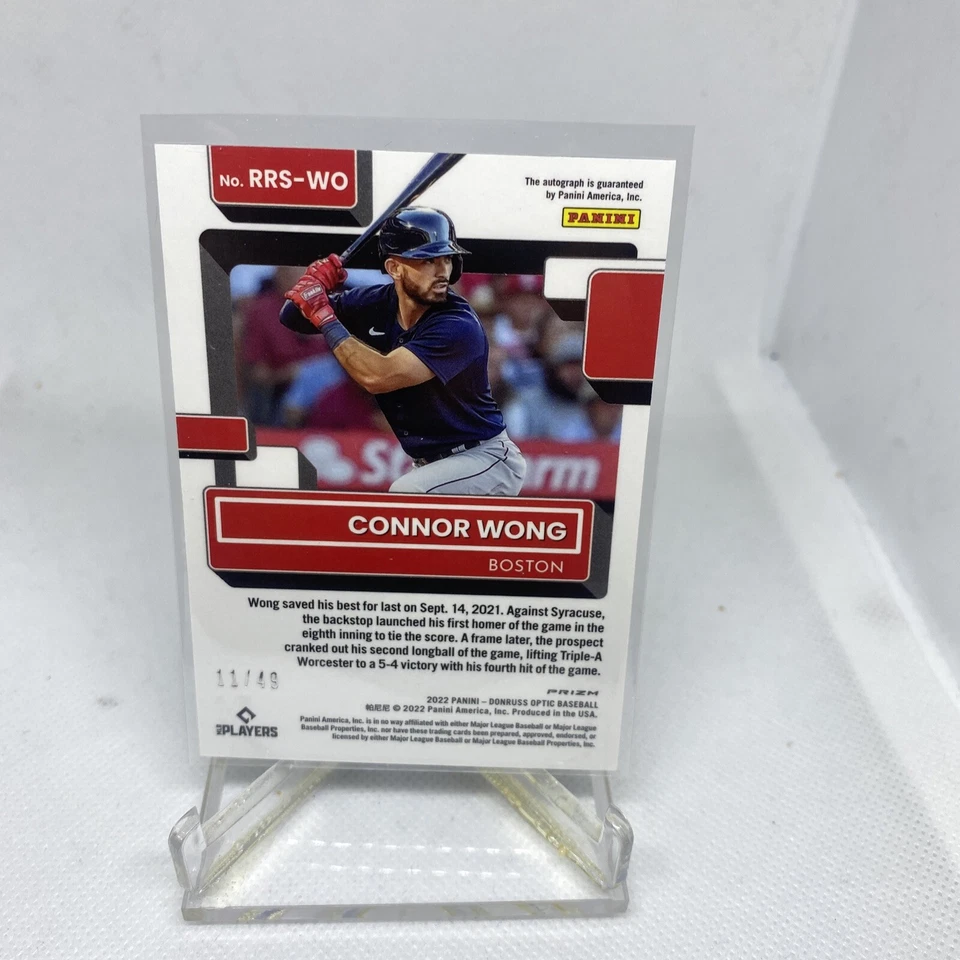 No. RRS-WO
The autograph is guaranteed
by Panini America, Inc.
PANINI
CONNOR WONG
BOSTON
Wong saved his best for last on Sept. 14, 2021. Against Syracuse,
the backstop launched his first homer of the game in the
eighth inning to tie the score. A frame later, the prospect
cranked out his second longball of the game, lifting Triple-A
Worcester to a 5-4 victory with his fourth hit of the game.
11/49
PRIZM
2022 PANINI – DONRUSS OPTIC BASEBALL
帕尼尼 © 2022 Panini America, Inc. Produced in the USA.
Panini America, Inc. is in no way affiliated with either Major League Baseball or Major League
Baseball Properties, Inc. nor have these trading cards been prepared, approved, endorsed, or
licensed by either Major League Baseball or Major League Baseball Properties, Inc.
MLB PLAYERS